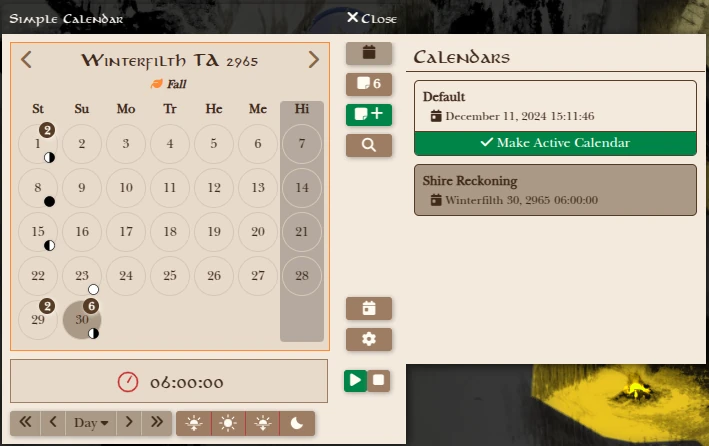 Simple Calendar
Close
Winterfilth TA 2965
Fall
St Su Mo Tr He Me Hi
2
1 2 3 4 5 6 7
8 9 10 11 12 13 14
15 16 17 18 19 20 21
22 23 24 25 26 27 28
2 6
29 30
06:00:00
Day
6
Calendars
Default
December 11, 2024 15:11:46
Make Active Calendar
Shire Reckoning
Winterfilth 30, 2965 06:00:00